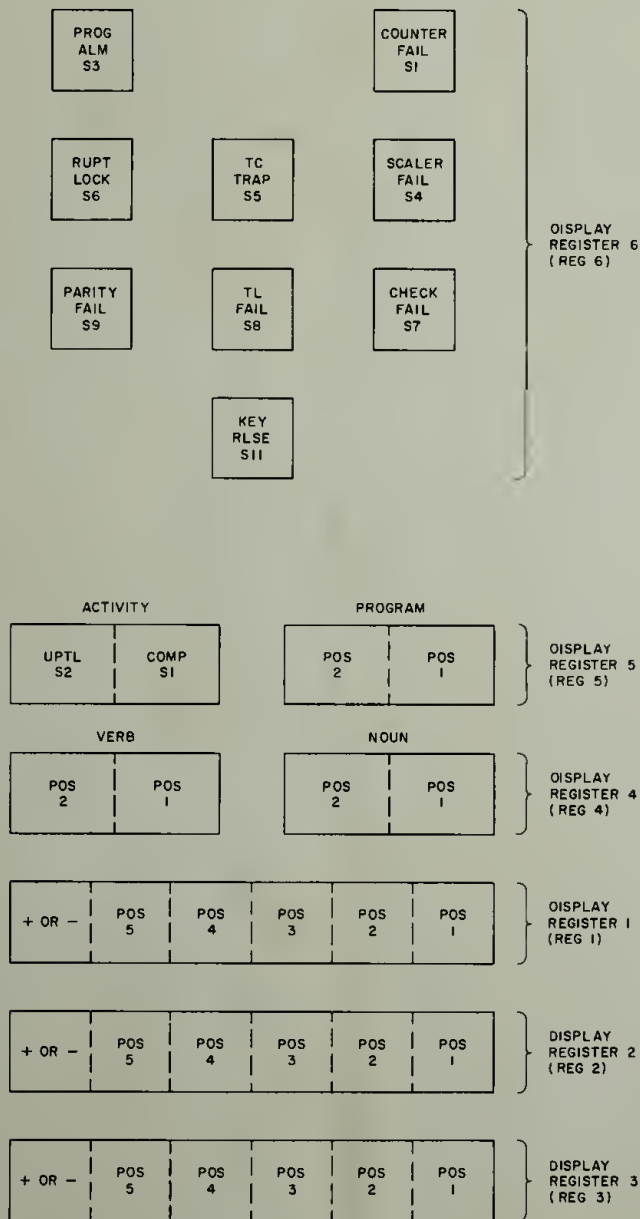 PROG
ALM
S3
COUNTER
FAIL
S1
RUPT
LOCK
S6
TC
TRAP
S5
SCALER
FAIL
S4
DISPLAY
REGISTER 6
(REG 6)
PARITY
FAIL
S9
TL
FAIL
S8
CHECK
FAIL
S7
KEY
RLSE
S11
ACTIVITY
PROGRAM
UPTL
S2
COMP
S1
POS
2
POS
1
DISPLAY
REGISTER 5
(REG 5)
VERB
NOUN
POS
2
POS
1
POS
2
POS
1
DISPLAY
REGISTER 4
(REG 4)
+ OR -
POS
5
POS
4
POS
3
POS
2
POS
1
DISPLAY
REGISTER 1
(REG 1)
+ OR -
POS
5
POS
4
POS
3
POS
2
POS
1
DISPLAY
REGISTER 2
(REG 2)
+ OR -
POS
5
POS
4
POS
3
POS
2
POS
1
DISPLAY
REGISTER 3
(REG 3)